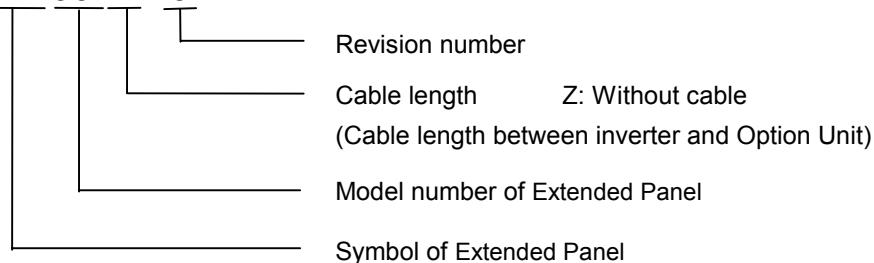 Revision number
Cable length Z: Without cable
(Cable length between inverter and Option Unit)
Model number of Extended Panel
Symbol of Extended Panel